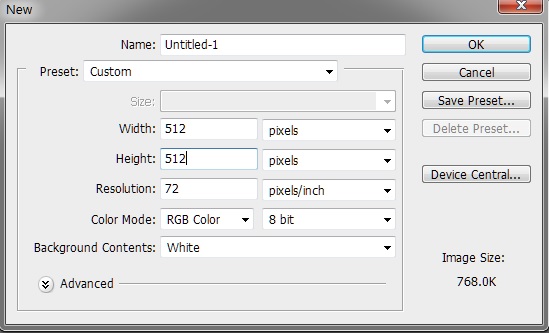 New
Name: Untitled-1
OK
Preset: Custom
Cancel
Size:
Save Preset...
Width: 512 pixels
Delete Preset...
Height: 512 pixels
Device Central...
Resolution: 72 pixels/inch
Color Mode: RGB Color 8 bit
Background Contents: White
Image Size:
Advanced
768.0K